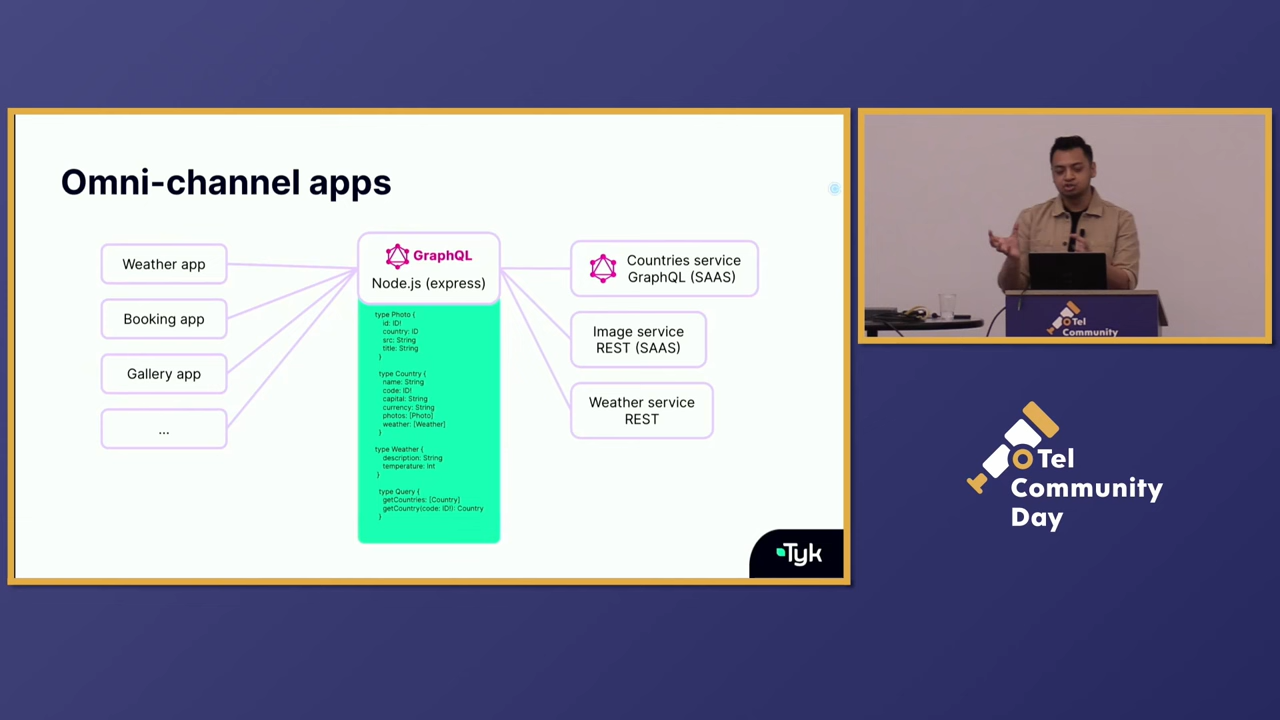 Omni-channel apps
Weather app
Booking app
Gallery app
...
GraphQL
Node.js (express)
type Photo {
id: ID!
country: ID
src: String
title: String
}
type Country {
name: String
code: ID!
capital: String
currency: String
photos: [Photo]
weather: [Weather]
}
type Weather {
description: String
temperature: Int
}
type Query {
getCountries: [Country]
getCountry(code: ID!): Country
}
Countries service
GraphQL (SAAS)
Image service
REST (SAAS)
Weather service
REST
Tyk
OTel
Community
OTel
Community
Day